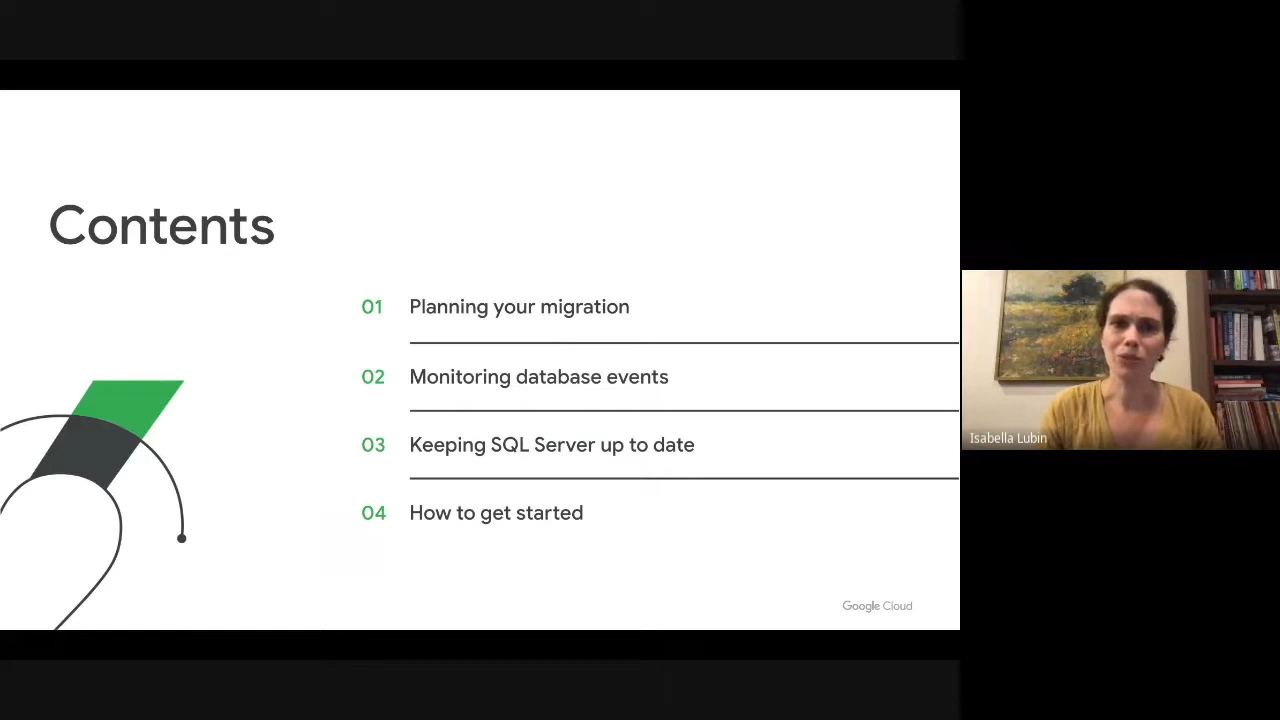 Contents
01 Planning your migration
02 Monitoring database events
03 Keeping SQL Server up to date
04 How to get started
Google Cloud
Isabella Lubin